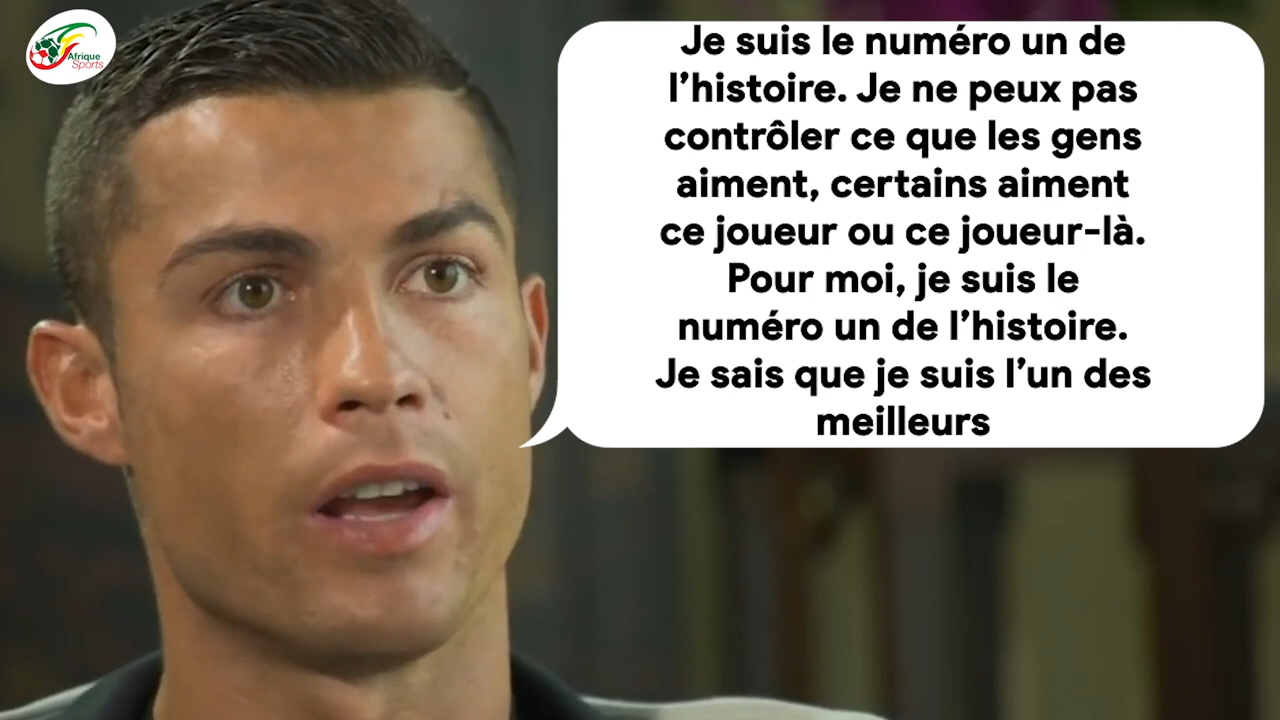 Afrique
Sports
Je suis le numéro un de
l’histoire. Je ne peux pas
contrôler ce que les gens
aiment, certains aiment
ce joueur ou ce joueur-là.
Pour moi, je suis le
numéro un de l’histoire.
Je sais que je suis l’un des
meilleurs